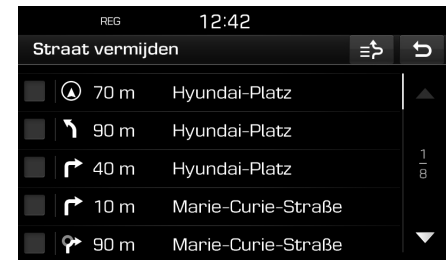 REG 12:42
Straat vermijden
70 m Hyundai-Platz
90 m Hyundai-Platz
40 m Hyundai-Platz
10 m Marie-Curie-Straße
90 m Marie-Curie-Straße
1
8